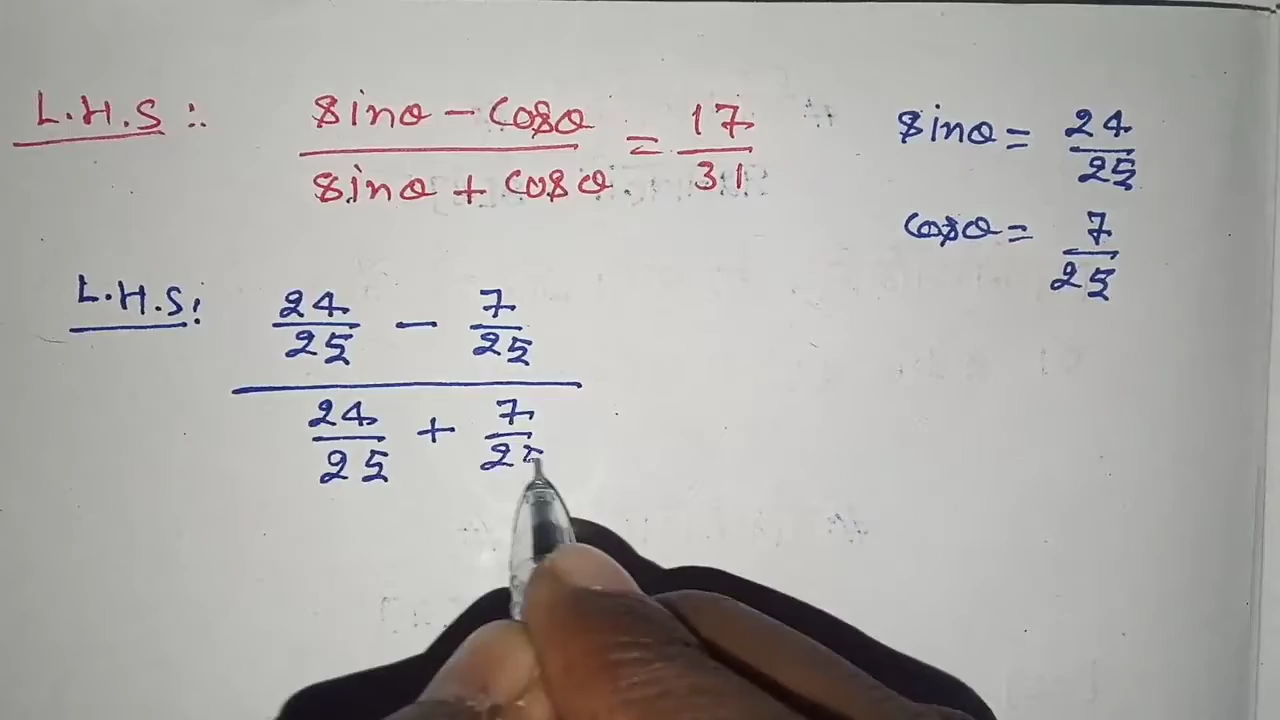 L.H.S :. sinθ - cosθ / sinθ + cosθ = 17/31
sinθ = 24/25
cosθ = 7/25
L.H.S: 24/25 - 7/25
24/25 + 7/2